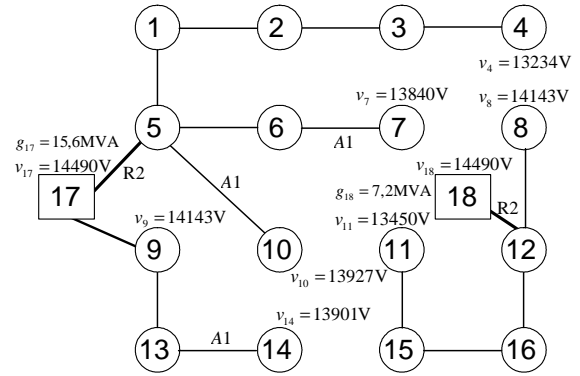 1 2 3 4
v4 = 13234V
v7 = 13840V v8 = 14143V
5 6 7 8
g17 = 15,6MVA A1
v17 = 14490V R2 v18 = 14490V
A1 g18 = 7,2MVA
17 18 R2
v9 = 14143V v11 = 13450V
9 10 11 12
v10 = 13927V
v14 = 13901V
13 A1 14 15 16